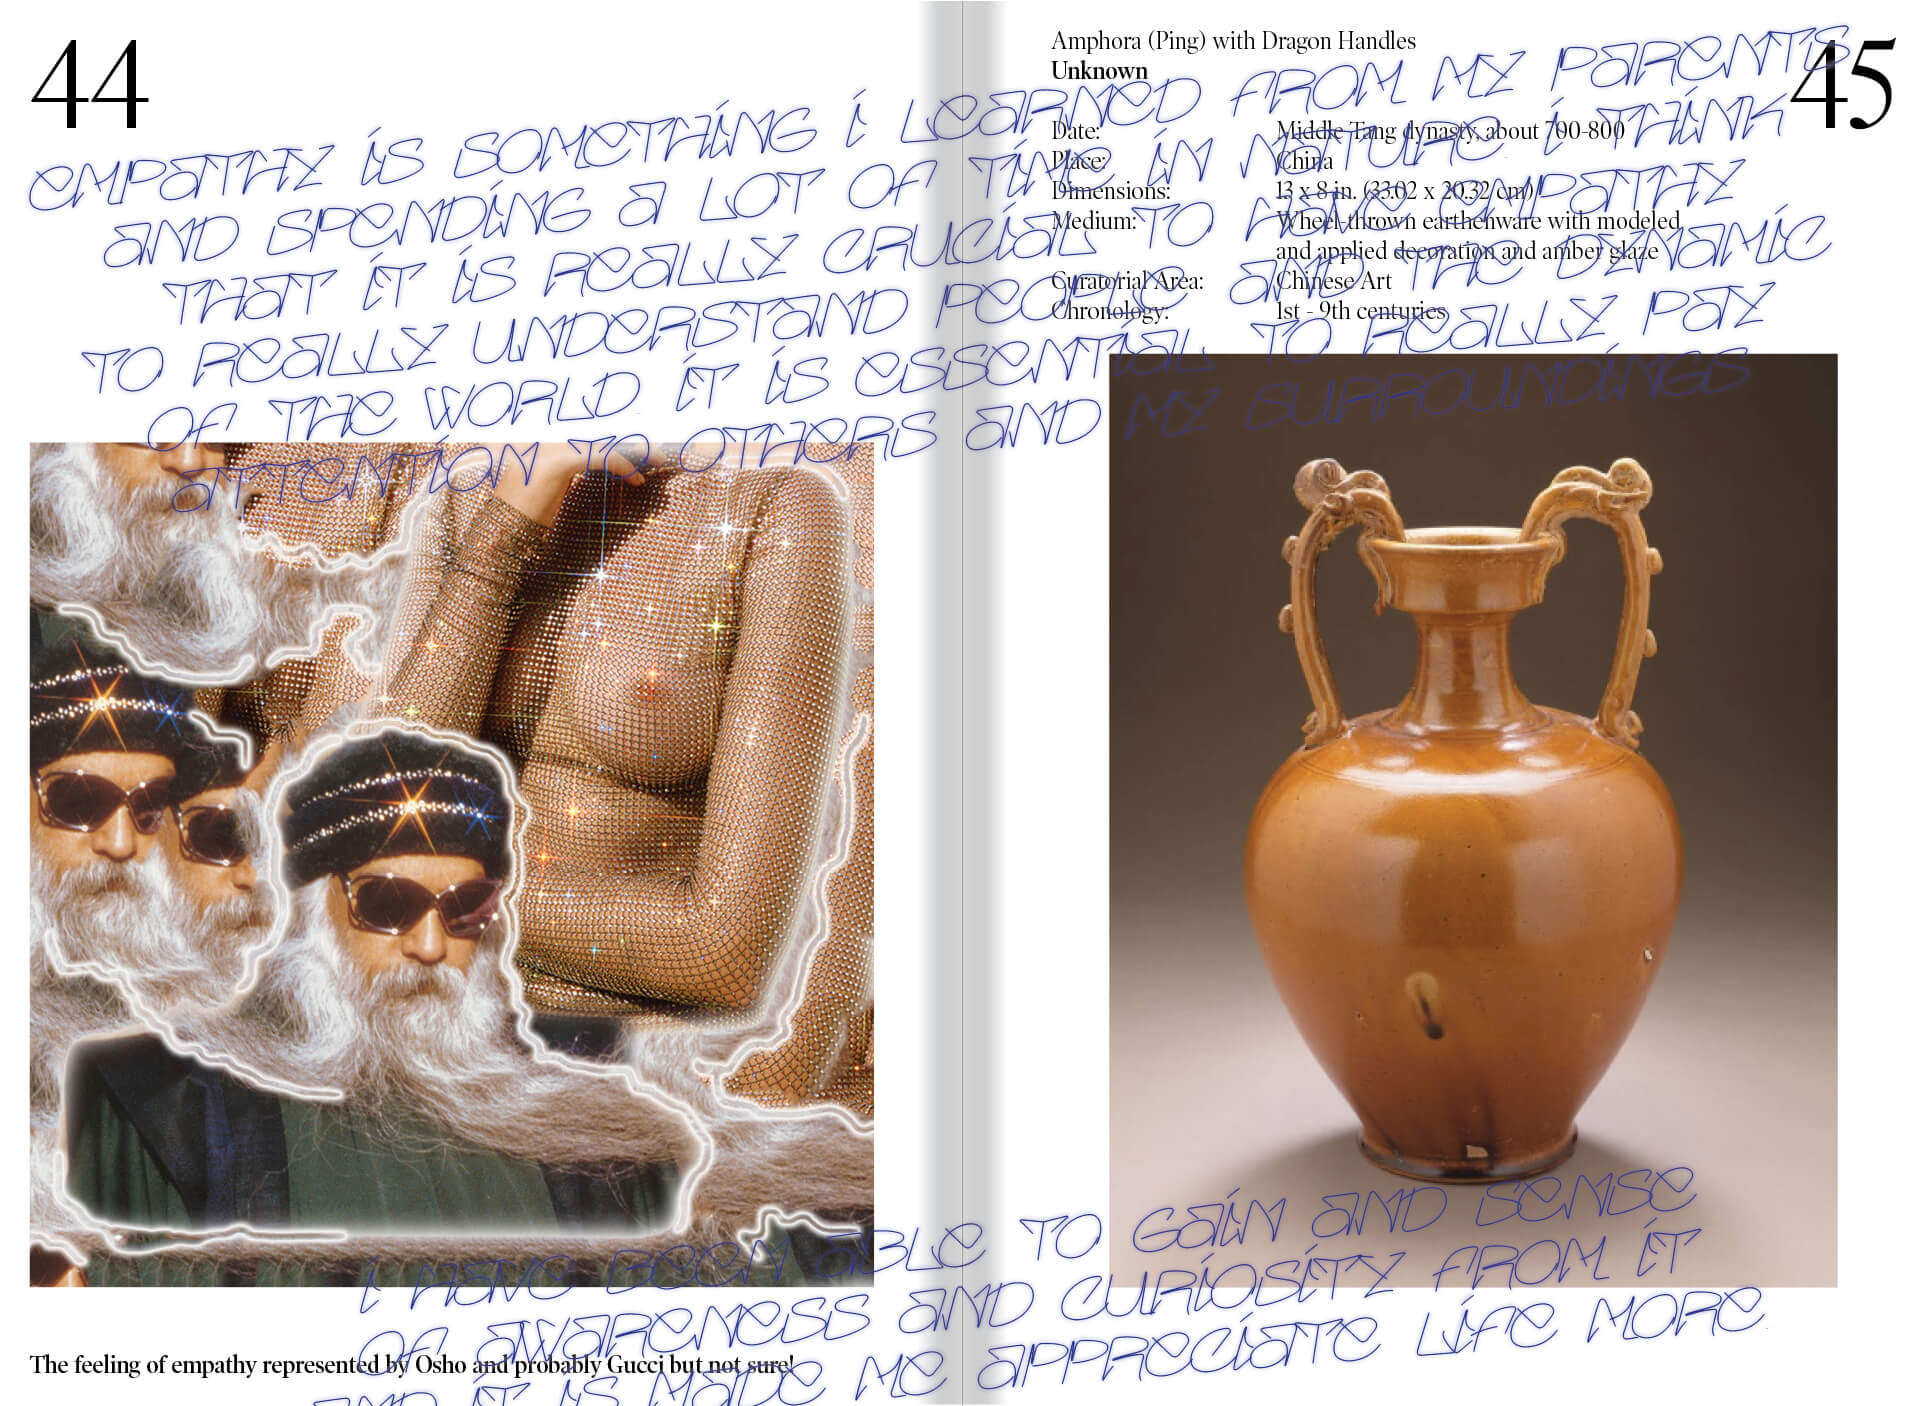 44
45
Amphora (Ping) with Dragon Handles
Unknown
Date: Middle Tang dynasty, about 700-800
Place: China
Dimensions: 13 x 8 in. (33.02 x 20.32 cm)
Medium: Wheel-thrown earthenware with modeled
and applied decoration and amber glaze
Curatorial Area: Chinese Art
Chronology: 1st - 9th centuries
EMPATHY IS SOMETHING I LEARNED FROM MY PARENTS
AND SPENDING A LOT OF TIME IN NATURE I THINK
THAT IT IS REALLY CRUCIAL TO HAVE EMPATHY
TO REALLY UNDERSTAND PEOPLE AND THE DYNAMIC
OF THE WORLD IT IS ESSENTIAL TO REALLY PAY
ATTENTION TO OTHERS AND MY SURROUNDINGS
I HAVE BEEN ABLE TO GAIN AND SENSE
OF AWARENESS AND CURIOSITY FROM IT
AND IT IS MADE ME APPRECIATE LIFE MORE
The feeling of empathy represented by Osho and probably Gucci but not sure!